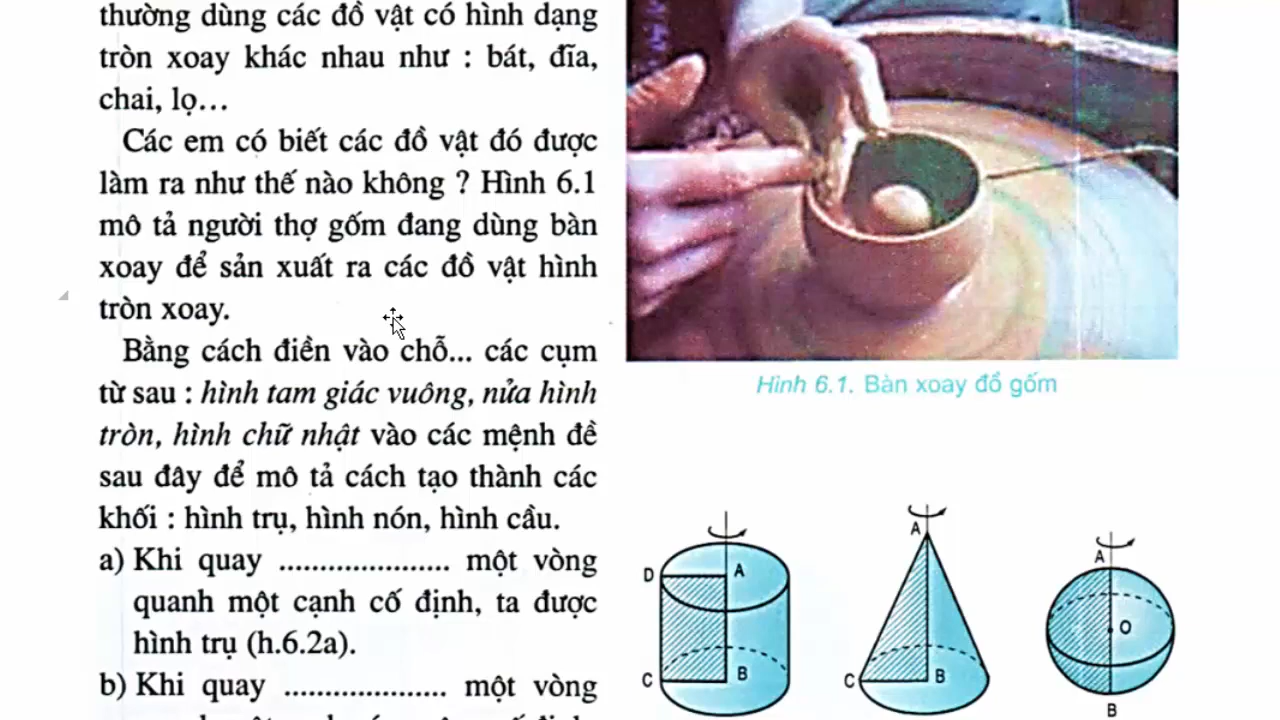 thường dùng các đồ vật có hình dạng
tròn xoay khác nhau như : bát, đĩa,
chai, lọ...
Các em có biết các đồ vật đó được
làm ra như thế nào không ? Hình 6.1
mô tả người thợ gốm đang dùng bàn
xoay để sản xuất ra các đồ vật hình
tròn xoay.
Bằng cách điền vào chỗ... các cụm
từ sau : hình tam giác vuông, nửa hình
tròn, hình chữ nhật vào các mệnh đề
sau đây để mô tả cách tạo thành các
khối : hình trụ, hình nón, hình cầu.
a) Khi quay ..................... một vòng
quanh một cạnh cố định, ta được
hình trụ (h.6.2a).
b) Khi quay .................... một vòng
Hình 6.1. Bàn xoay đồ gốm
D A
C B
A
C B
A
O
B